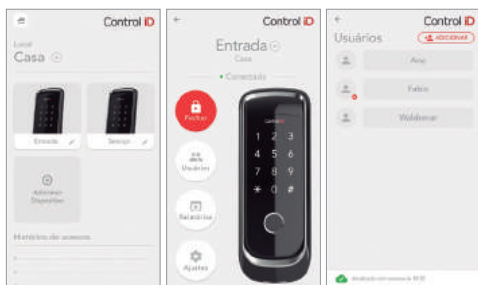 Control iD
Local
Casa
Entrada
Serviço
Adicionar
Dispositivo
Histórico de acessos
Control iD
Entrada
Casa
Conectado
Fechar
Usuários
Relatórios
Ajustes
1 2 3
4 5 6
7 8 9
* 0 #
Control iD
Usuários
ADICIONAR
Ana
Fabio
Waldemar